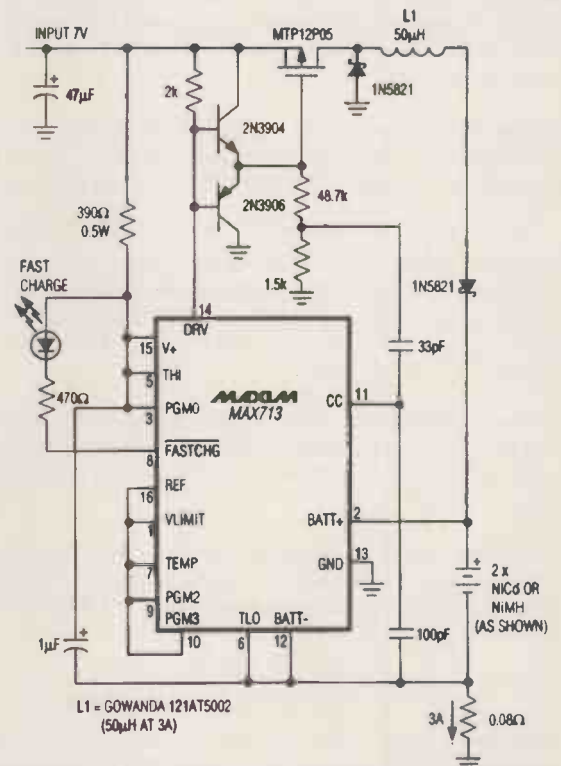 L1
50µH
INPUT 7V
MTP12P05
47µF
2k
2N3904
1N5821
2N3906
48.7k
390Ω
0.5W
1.5k
FAST
CHARGE
1N5821
14
DRV
15
V+
33pF
5
THI
MAXIM
MAX713
CC
11
470Ω
3
PGM0
8
FASTCHG
16
REF
BATT+
2
1
VLIMIT
GND
13
7
TEMP
2 x
NiCd OR
NiMH
(AS SHOWN)
9
PGM2
PGM3
10
TLO
BATT-
6
12
1µF
100pF
L1 = GOWANDA 121AT5002
(50µH AT 3A)
3A
0.08Ω